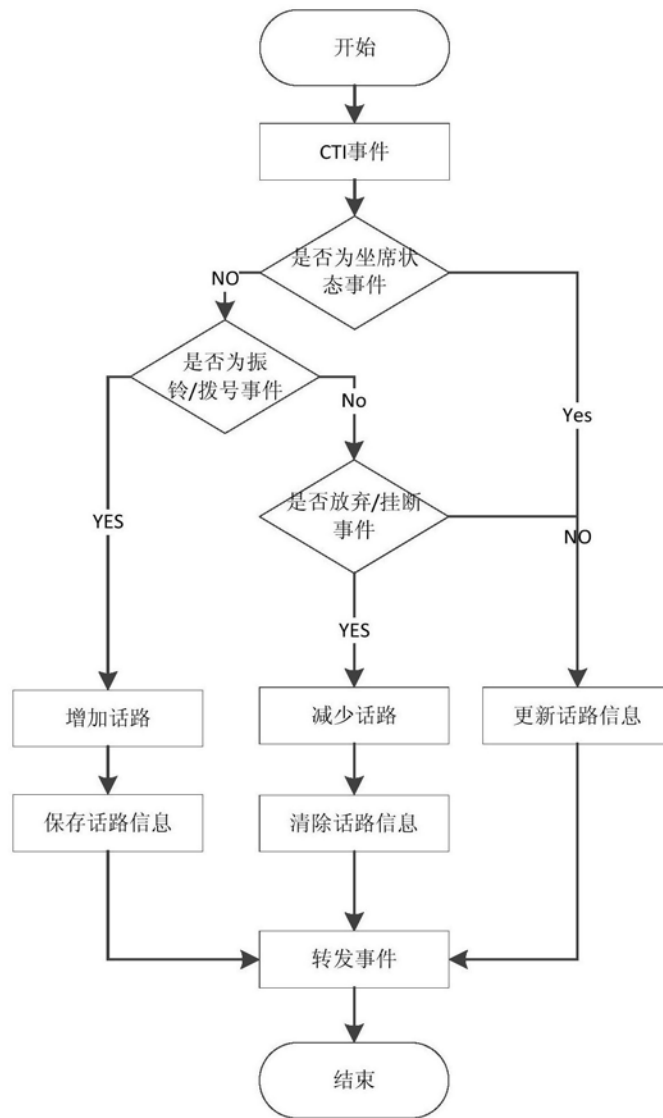 开始
CTI事件
是否为坐席状
态事件
NO
是否为振
铃/拨号事件
No
Yes
是否放弃/挂断
事件
YES
NO
YES
增加话路
减少话路
更新话路信息
保存话路信息
清除话路信息
转发事件
结束